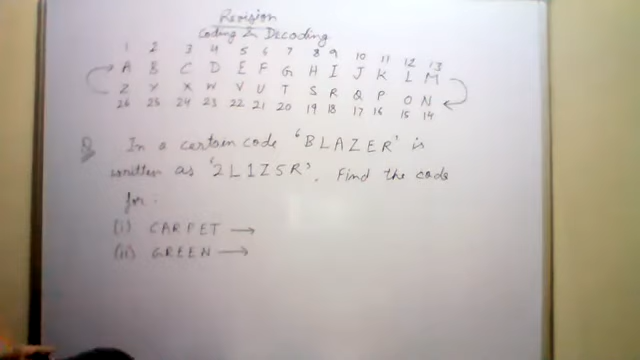 Revision
Coding & Decoding
1 2 3 4 5 6 7 8 9 10 11 12 13
A B C D E F G H I J K L M
Z Y X W V U T S R Q P O N
26 25 24 23 22 21 20 19 18 17 16 15 14
Q In a certain code 'BLAZER' is
written as '2L1Z5R'. Find the code
for:
(i) CARPET →
(ii) GREEN →